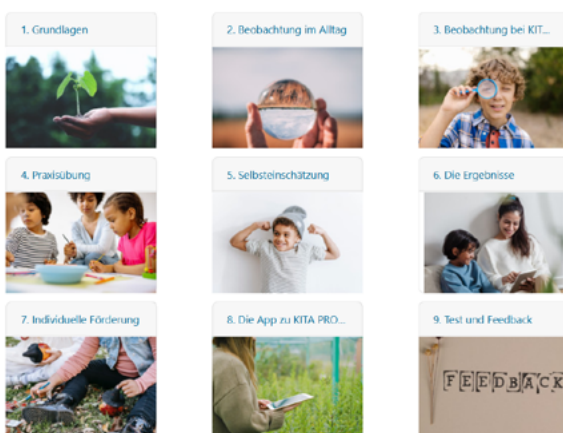 1. Grundlagen
2. Beobachtung im Alltag
3. Beobachtung bei KIT...
4. Praxisübung
5. Selbsteinschätzung
6. Die Ergebnisse
7. Individuelle Förderung
8. Die App zu KITA PRO...
9. Test und Feedback
FEEDBACK